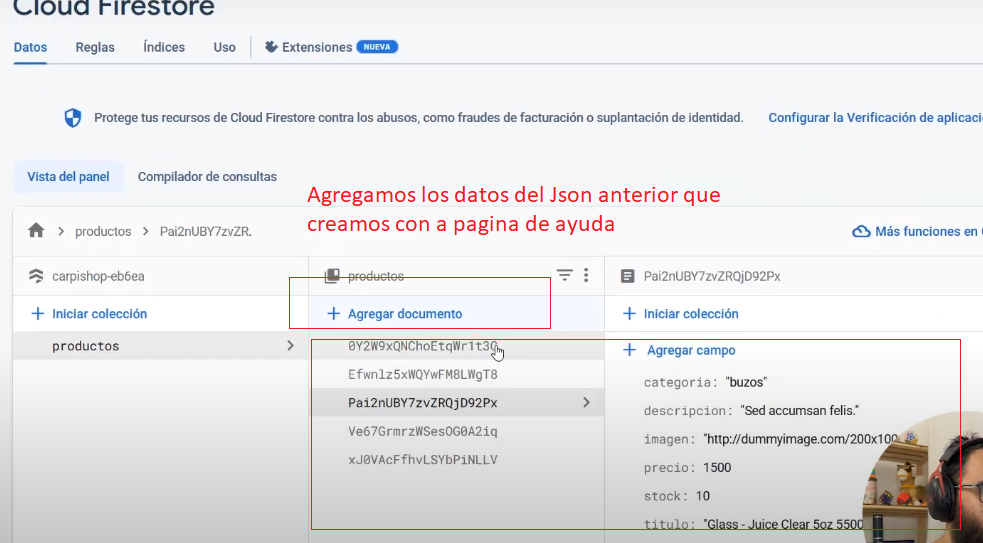 Cloud Firestore
Datos Reglas Índices Uso Extensiones NUEVA
Protege tus recursos de Cloud Firestore contra los abusos, como fraudes de facturación o suplantación de identidad. Configurar la Verificación de aplicaci
Vista del panel Compilador de consultas
Agregamos los datos del Json anterior que
creamos con a pagina de ayuda
productos Pai2nUBY7zvZR. Más funciones en
carpishop-eb6ea productos Pai2nUBY7zvZRQjD92Px
Iniciar colección Agregar documento Iniciar colección
productos 0Y2W9xQNChoEtqWr1t3 Agregar campo
Efwnlz5xWQYwFM8LWgT8
categoria: "buzos"
Pai2nUBY7zvZRQjD92Px
descripcion: "Sed accumsan felis."
Ve67GrmrzWSesOG0A2iq
imagen: "http://dummyimage.com/200x100
xJ0VAcFfhvLSYbPiNLLV
precio: 1500
stock: 10
titulo: "Glass - Juice Clear 5oz 5500